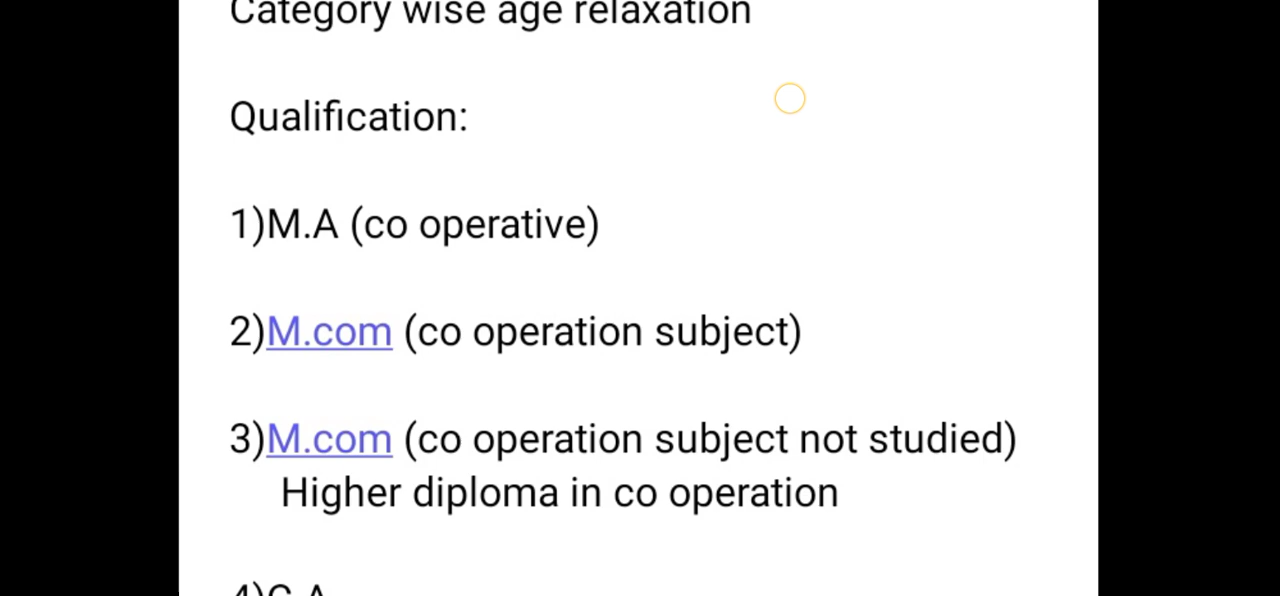 Category wise age relaxation
Qualification:
1)M.A (co operative)
2)M.com (co operation subject)
3)M.com (co operation subject not studied)
Higher diploma in co operation
4)C.A